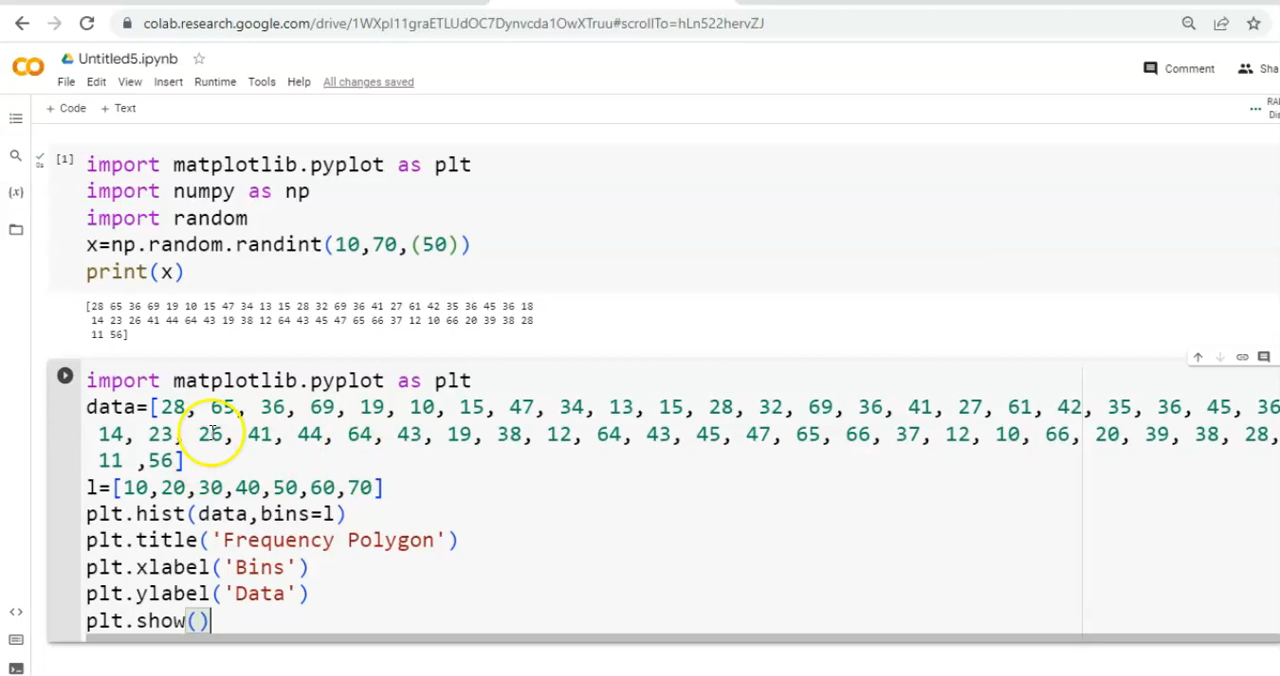 colab.research.google.com/drive/1WXpI11graETLUdOC7Dynvcda1OwXTruu#scrollTo=hLn522hervZJ
Untitled5.ipynb
Comment
Sha
File Edit View Insert Runtime Tools Help All changes saved
+ Code + Text
RA
Di
[1] import matplotlib.pyplot as plt
import numpy as np
import random
x=np.random.randint(10,70,(50))
print(x)
[28 65 36 69 19 10 15 47 34 13 15 28 32 69 36 41 27 61 42 35 36 45 36 18
14 23 26 41 44 64 43 19 38 12 64 43 45 47 65 66 37 12 10 66 20 39 38 28
11 56]
import matplotlib.pyplot as plt
data=[28, 65, 36, 69, 19, 10, 15, 47, 34, 13, 15, 28, 32, 69, 36, 41, 27, 61, 42, 35, 36, 45, 36
14, 23, 26, 41, 44, 64, 43, 19, 38, 12, 64, 43, 45, 47, 65, 66, 37, 12, 10, 66, 20, 39, 38, 28,
11 ,56]
l=[10,20,30,40,50,60,70]
plt.hist(data,bins=l)
plt.title('Frequency Polygon')
plt.xlabel('Bins')
plt.ylabel('Data')
plt.show()